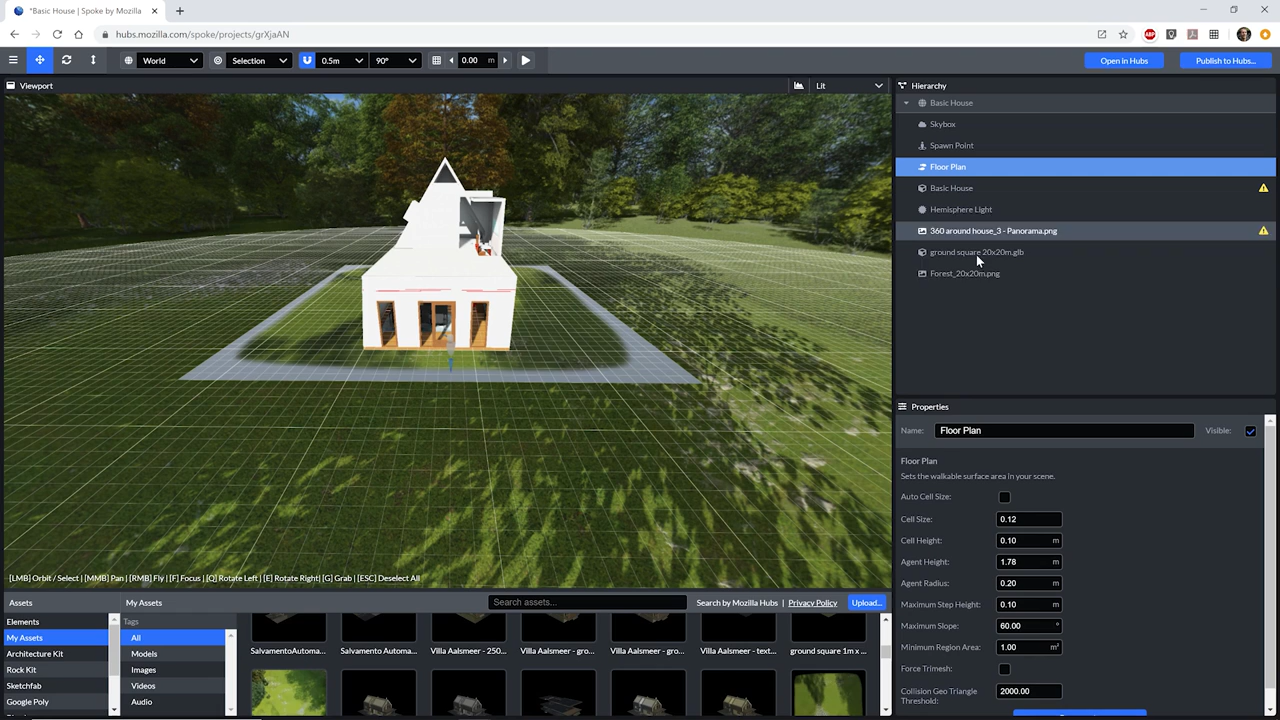 *Basic House | Spoke by Mozilla
hubs.mozilla.com/spoke/projects/grXjaAN
World
Selection
0.5m
90°
0.00 m
Open in Hubs
Publish to Hubs...
Viewport
Lit
Hierarchy
Basic House
Skybox
Spawn Point
Floor Plan
Basic House
Hemisphere Light
360 around house_3 - Panorama.png
ground square 20x20m.glb
Forest_20x20m.png
Properties
Name: Floor Plan Visible:
Floor Plan
Sets the walkable surface area in your scene.
Auto Cell Size:
Cell Size: 0.12
Cell Height: 0.10 m
Agent Height: 1.78 m
Agent Radius: 0.20 m
Maximum Step Height: 0.10 m
Maximum Slope: 60.00 °
Minimum Region Area: 1.00 m²
Force Trimesh:
Collision Geo Triangle Threshold: 2000.00
[LMB] Orbit / Select | [MMB] Pan | [RMB] Fly | [F] Focus | [Q] Rotate Left | [E] Rotate Right | [G] Grab | [ESC] Deselect All
Assets
My Assets
Search assets...
Search by Mozilla Hubs | Privacy Policy
Upload...
Elements
My Assets
Architecture Kit
Rock Kit
Sketchfab
Google Poly
Tags
All
Models
Images
Videos
Audio
SalvamentoAutoma...
Salvamento Automa...
Villa Aalsmeer - 250...
Villa Aalsmeer - gro...
Villa Aalsmeer - gro...
Villa Aalsmeer - text...
ground square 1m x ...